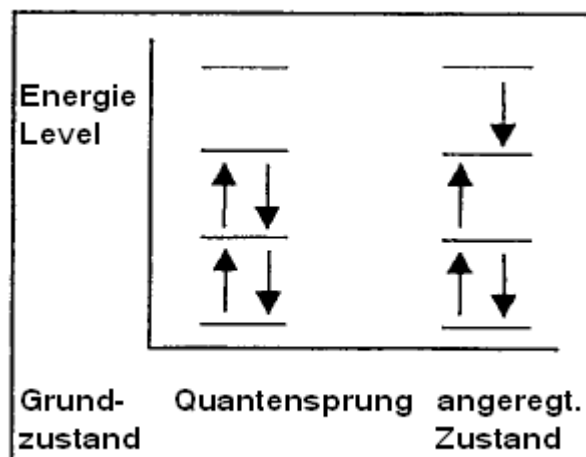 Energie
Level
Grund-
zustand
Quantensprung
angeregt.
Zustand